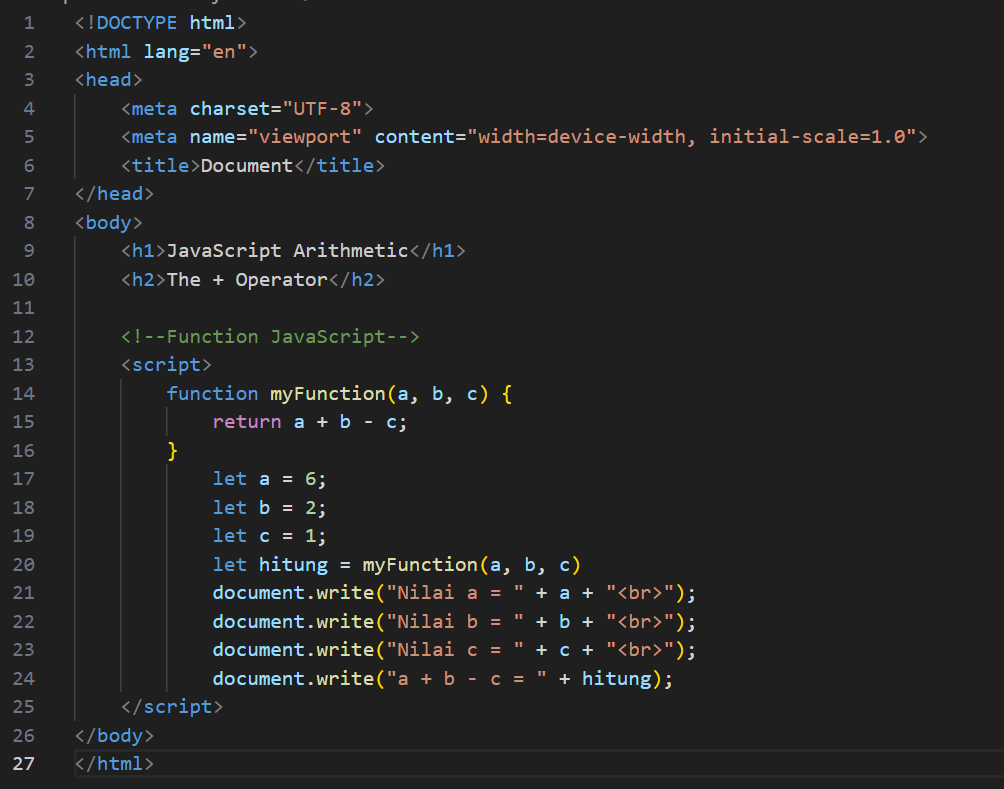 1 <!DOCTYPE html>
2 <html lang="en">
3 <head>
4     <meta charset="UTF-8">
5     <meta name="viewport" content="width=device-width, initial-scale=1.0">
6     <title>Document</title>
7 </head>
8 <body>
9     <h1>JavaScript Arithmetic</h1>
10     <h2>The + Operator</h2>
11
12     <!--Function JavaScript-->
13     <script>
14         function myFunction(a, b, c) {
15             return a + b - c;
16         }
17             let a = 6;
18             let b = 2;
19             let c = 1;
20             let hitung = myFunction(a, b, c)
21             document.write("Nilai a = " + a + "<br>");
22             document.write("Nilai b = " + b + "<br>");
23             document.write("Nilai c = " + c + "<br>");
24             document.write("a + b - c = " + hitung);
25     </script>
26 </body>
27 </html>